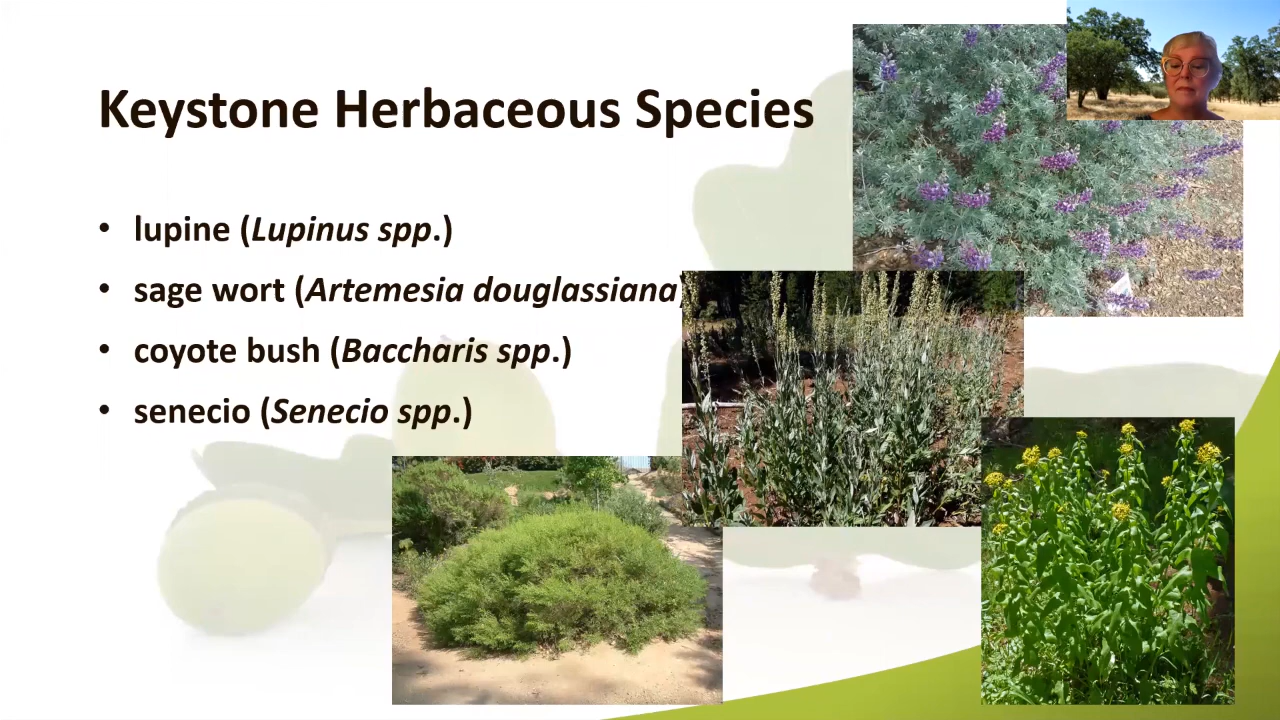 Keystone Herbaceous Species
• lupine (Lupinus spp.)
• sage wort (Artemesia douglassiana)
• coyote bush (Baccharis spp.)
• senecio (Senecio spp.)